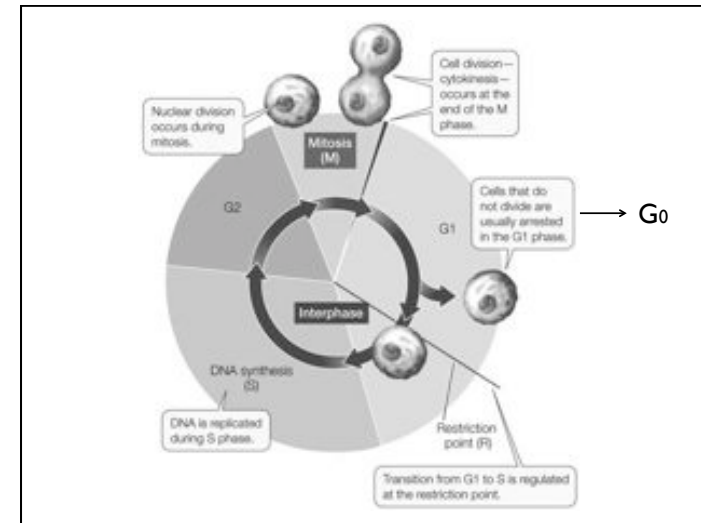 Cell division—
cytokinesis—
occurs at the
end of the M
phase.
Nuclear division
occurs during
mitosis.
Mitosis
(M)
G2
G1
Cells that do
not divide are
usually arrested
in the G1 phase.
G0
Interphase
DNA synthesis
(S)
DNA is replicated
during S phase.
Restriction
point (R)
Transition from G1 to S is regulated
at the restriction point.